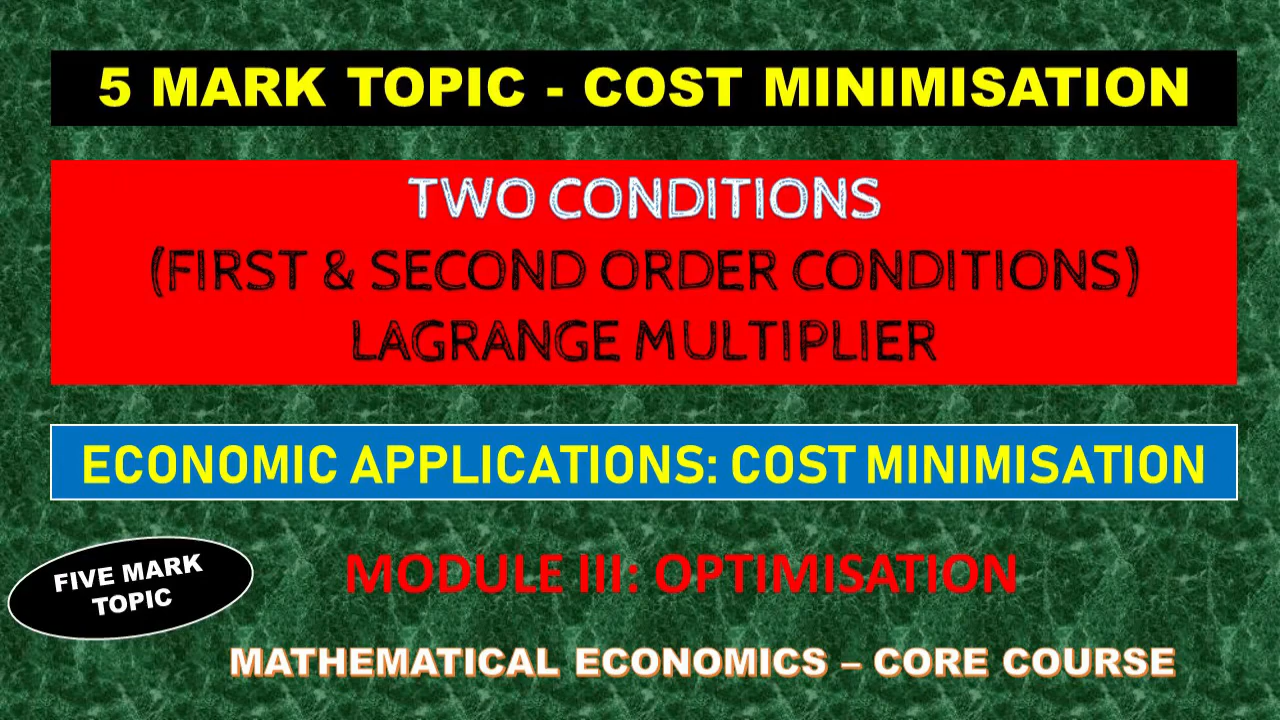 5 MARK TOPIC - COST MINIMISATION
TWO CONDITIONS
(FIRST & SECOND ORDER CONDITIONS)
LAGRANGE MULTIPLIER
ECONOMIC APPLICATIONS: COST MINIMISATION
FIVE MARK
TOPIC
MODULE III: OPTIMISATION
MATHEMATICAL ECONOMICS – CORE COURSE